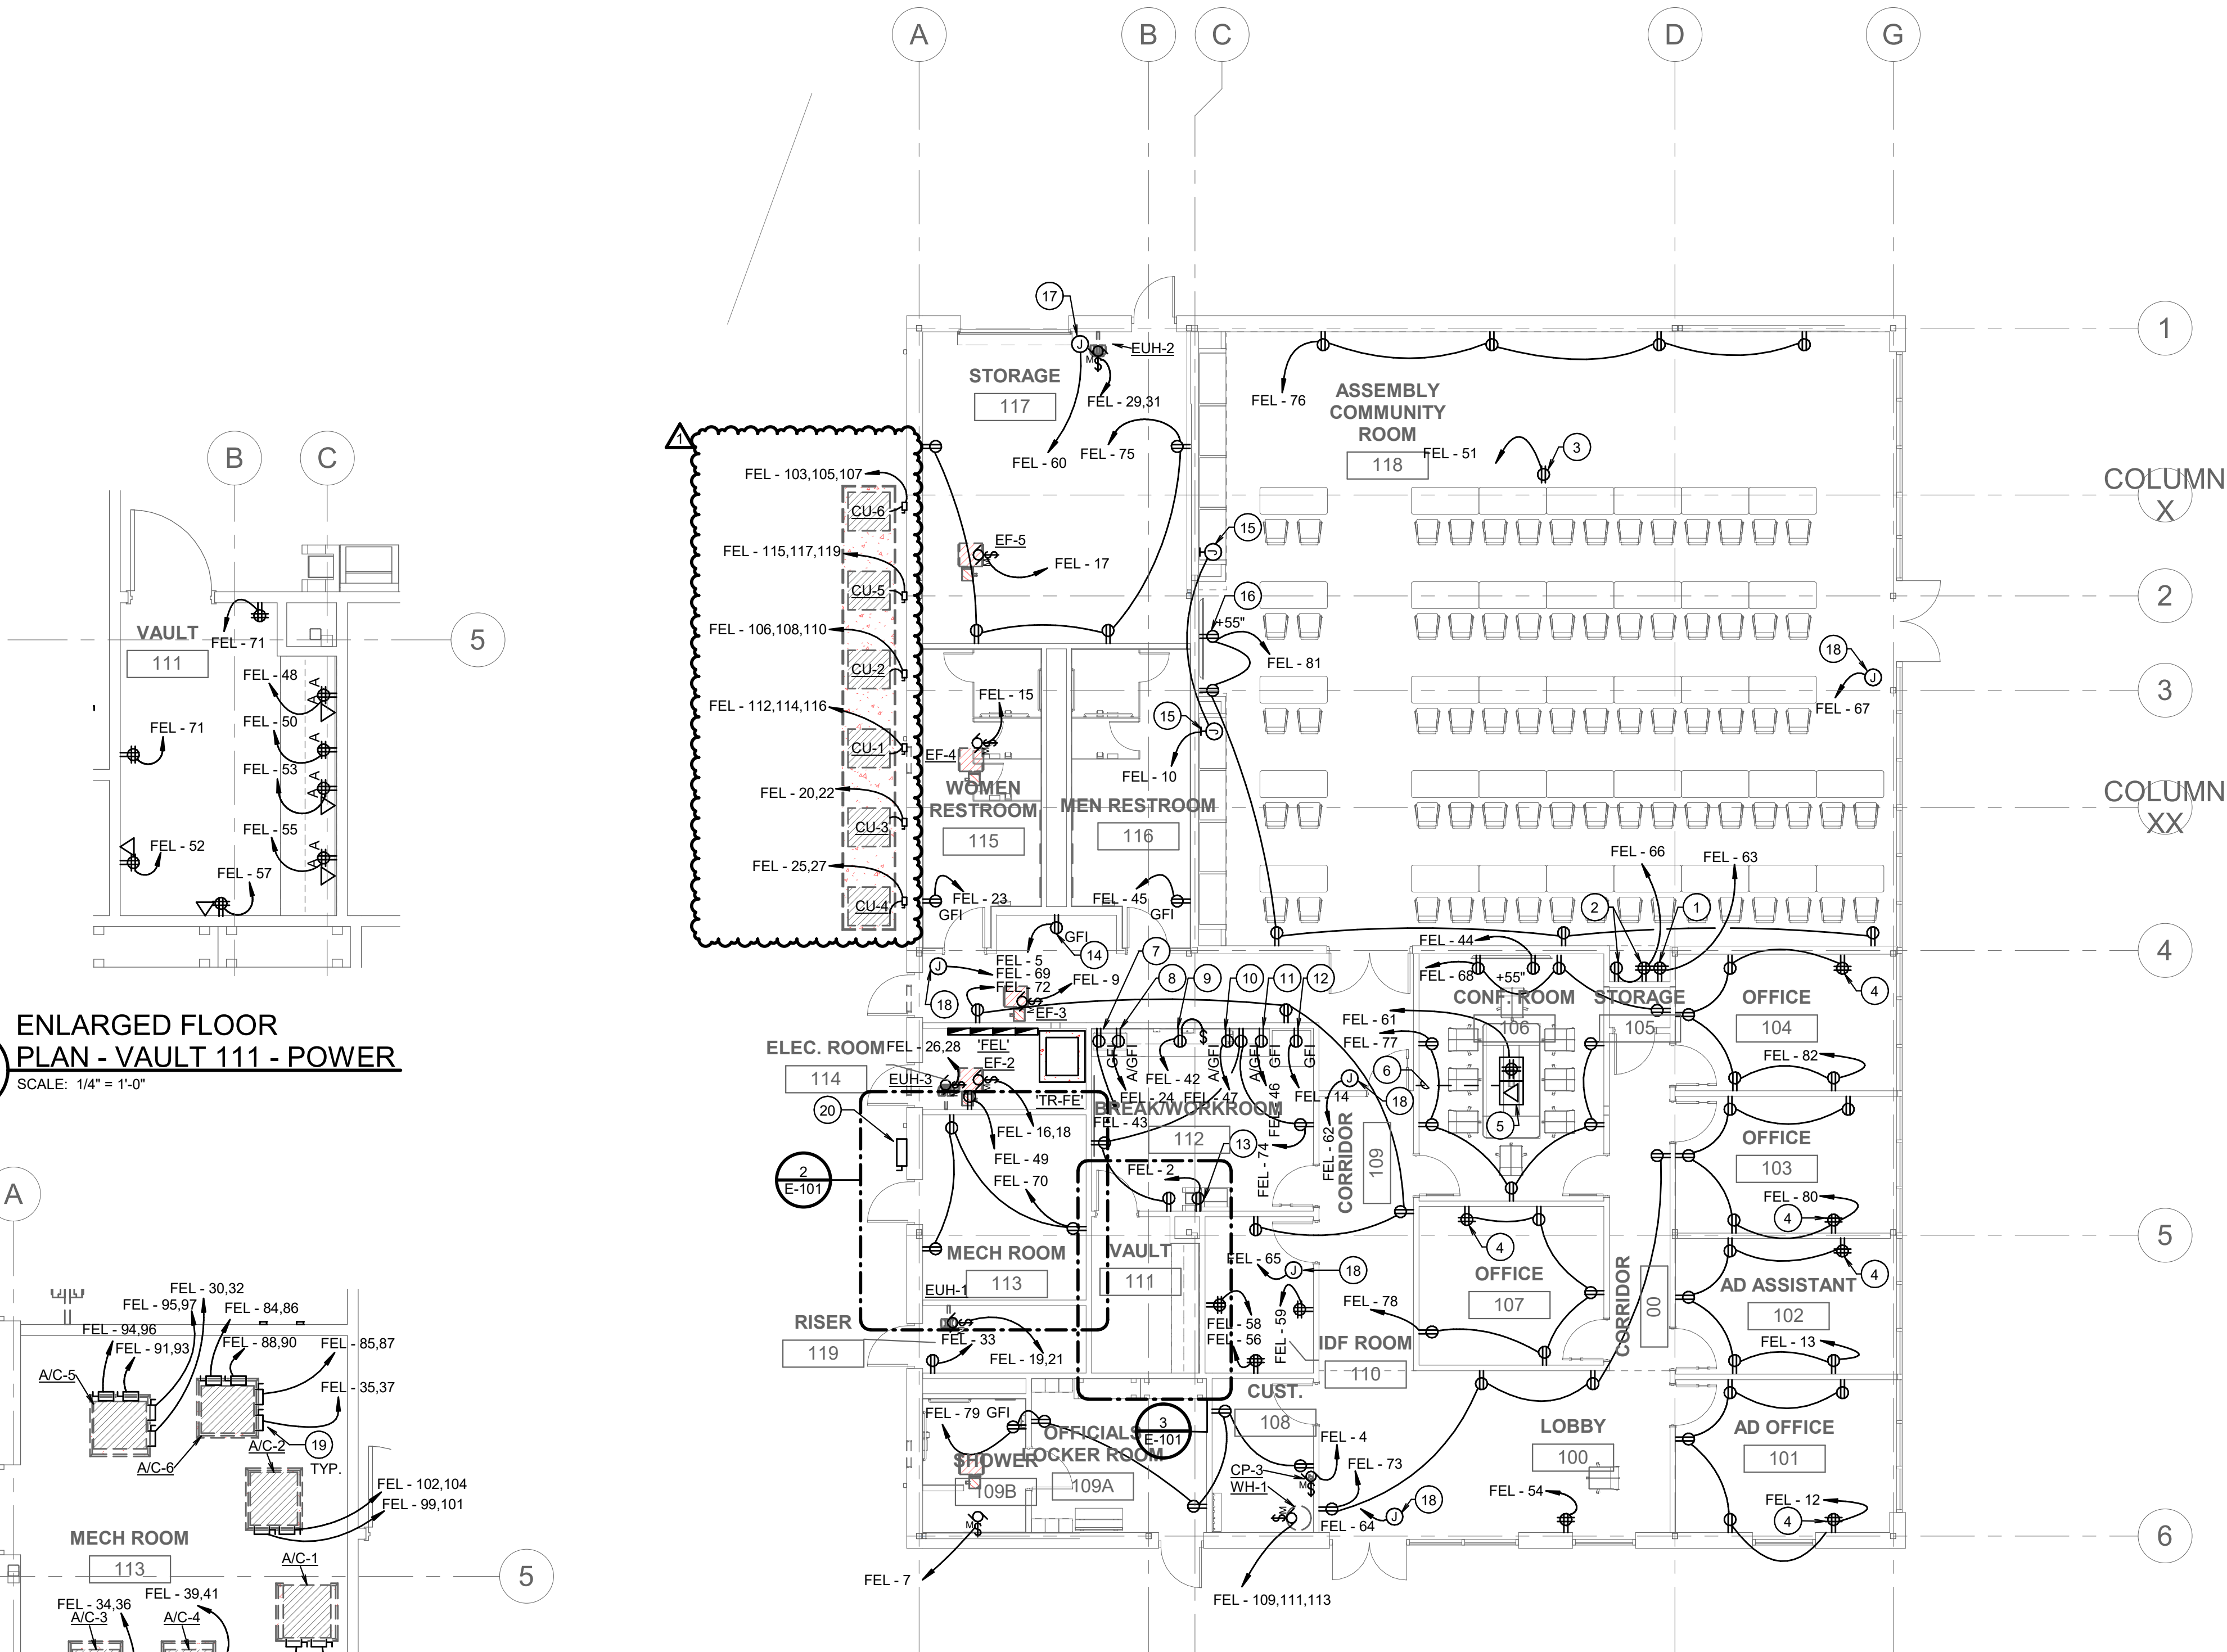 A
B
C
D
G
17
1
EUH-2
STORAGE
117
J
M
$
FEL - 29,31
FEL - 76
ASSEMBLY
COMMUNITY
ROOM
118
FEL - 51
3
1
FEL - 60
FEL - 75
FEL - 103,105,107
CU-6
COLUMN
X
B
C
FEL - 115,117,119
CU-5
EF-5
FEL - 17
15
J
2
16
+55"
FEL - 81
VAULT
111
5
FEL - 71
FEL - 106,108,110
CU-2
18
J
FEL - 67
3
FEL - 48
FEL - 50
FEL - 53
FEL - 55
A
A
A
A
A
A
FEL - 71
FEL - 52
FEL - 57
FEL - 112,114,116
CU-1
FEL - 15
EF-4
15
J
FEL - 10
WOMEN
RESTROOM
115
MEN RESTROOM
116
COLUMN
XX
FEL - 20,22
CU-3
FEL - 25,27
CU-4
FEL - 23
GFI
FEL - 45
GFI
FEL - 66
FEL - 63
2
1
4
GFI
14
FEL - 5
FEL - 69
FEL - 72
J
18
FEL - 9
EF-3
7
8
9
10
11
12
FEL - 44
FEL - 68
+55"
CONF. ROOM
106
STORAGE
105
OFFICE
104
4
FEL - 61
FEL - 77
FEL - 82
ENLARGED FLOOR
PLAN - VAULT 111 - POWER
SCALE: 1/4" = 1'-0"
ELEC. ROOM
114
FEL - 26,28
'FEL'
EF-2
EUH-3
'TR-FE'
GFI
A/GFI
A/GFI
A/GFI
GFI
GFI
FEL - 42
FEL - 24
FEL - 47
FEL - 46
FEL - 14
J
18
6
5
20
BREAK/WORKROOM
112
FEL - 43
FEL - 16,18
FEL - 49
FEL - 70
FEL - 2
13
FEL - 74
FEL - 62
CORRIDOR
109
OFFICE
103
FEL - 80
4
2
E-101
A
MECH ROOM
113
VAULT
111
EUH-1
FEL - 65
J
18
4
OFFICE
107
CORRIDOR
00
5
4
AD ASSISTANT
102
FEL - 13
RISER
119
FEL - 33
FEL - 19,21
FEL - 58
FEL - 56
FEL - 59
IDF ROOM
110
FEL - 78
FEL - 30,32
FEL - 95,97
FEL - 84,86
FEL - 94,96
FEL - 91,93
FEL - 88,90
FEL - 85,87
A/C-5
FEL - 35,37
A/C-6
A/C-2
19
TYP.
FEL - 102,104
FEL - 99,101
FEL - 79
GFI
OFFICIALS
LOCKER ROOM
109A
SHOWER
109B
3
E-101
CUST.
108
FEL - 4
CP-3
WH-1
FEL - 73
J
18
FEL - 64
LOBBY
100
FEL - 54
AD OFFICE
101
FEL - 12
4
6
MECH ROOM
113
A/C-1
5
FEL - 34,36
A/C-3
FEL - 39,41
A/C-4
FEL - 7
FEL - 109,111,113